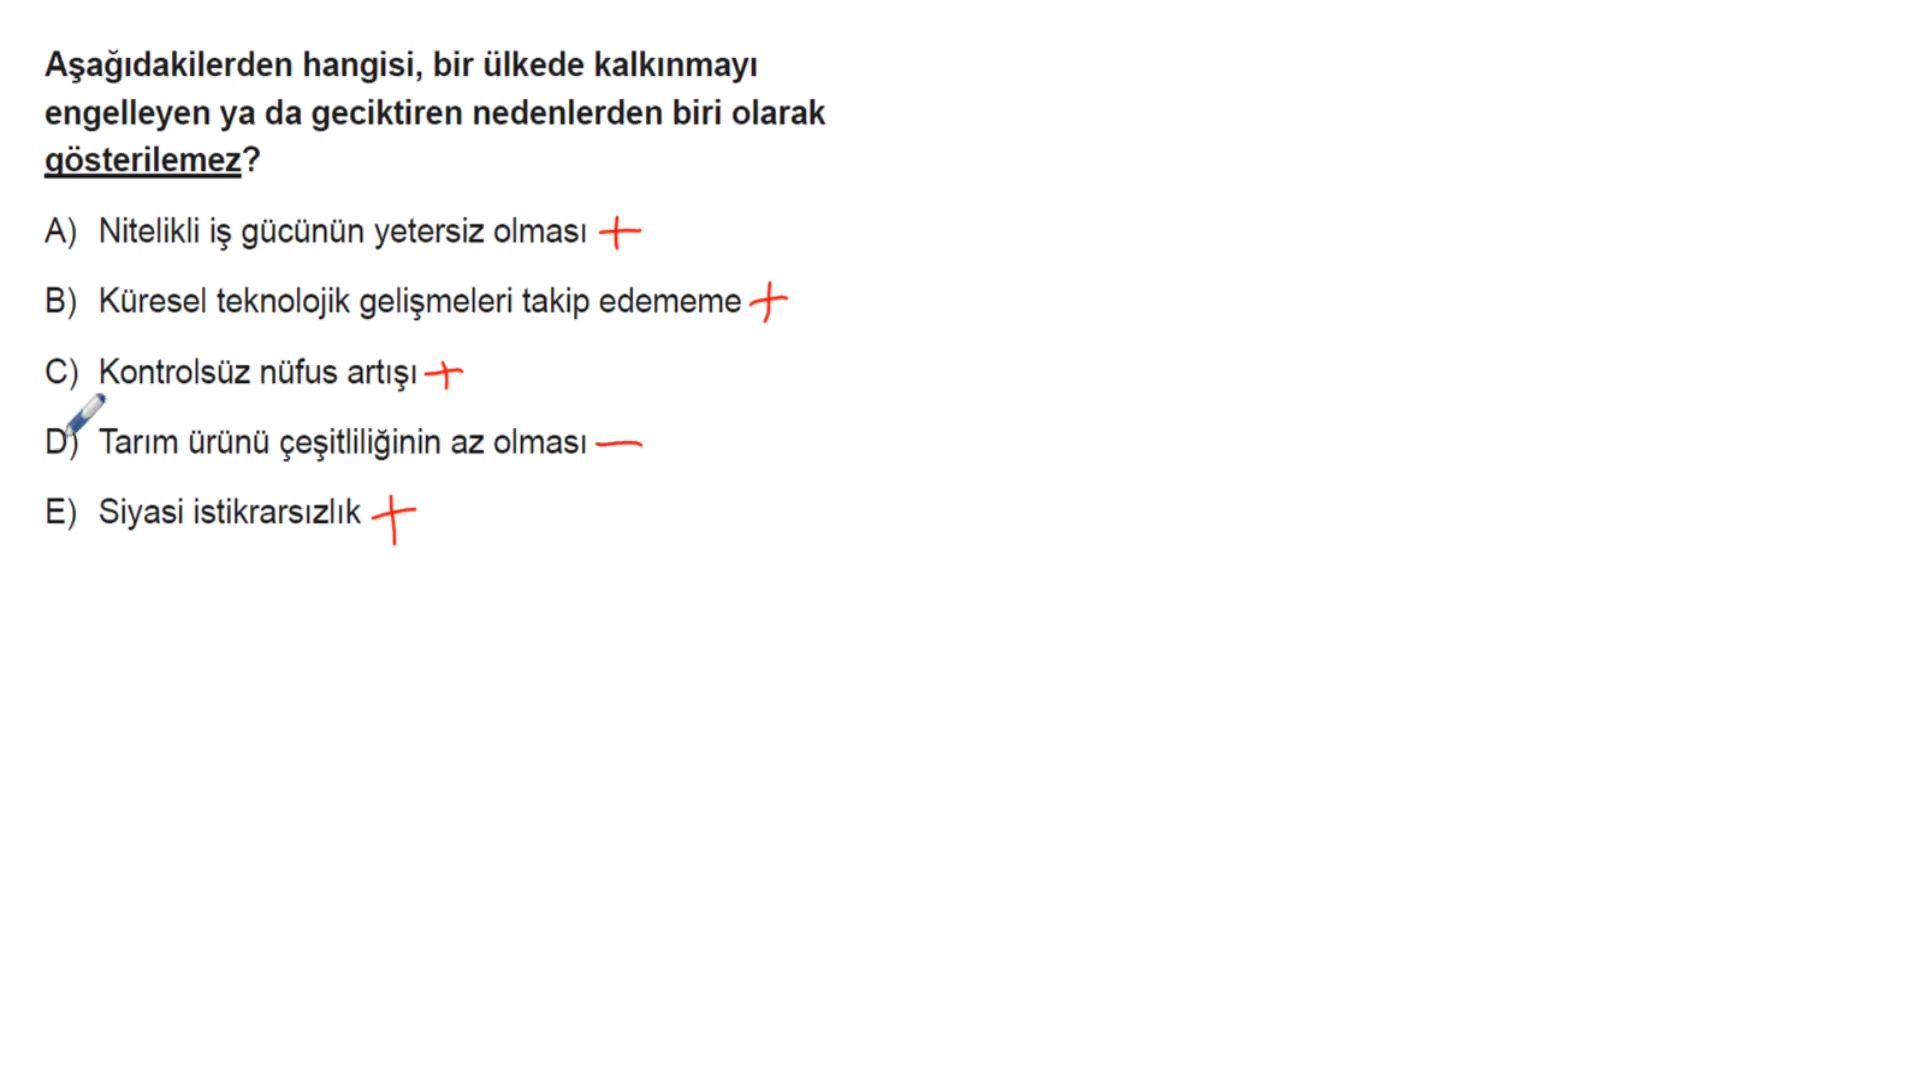 Aşağıdakilerden hangisi, bir ülkede kalkınmayı
engelleyen ya da geciktiren nedenlerden biri olarak
gösterilemez?
A) Nitelikli iş gücünün yetersiz olması +
B) Küresel teknolojik gelişmeleri takip edememe +
C) Kontrolsüz nüfus artışı +
D) Tarım ürünü çeşitliliğinin az olması —
E) Siyasi istikrarsızlık +